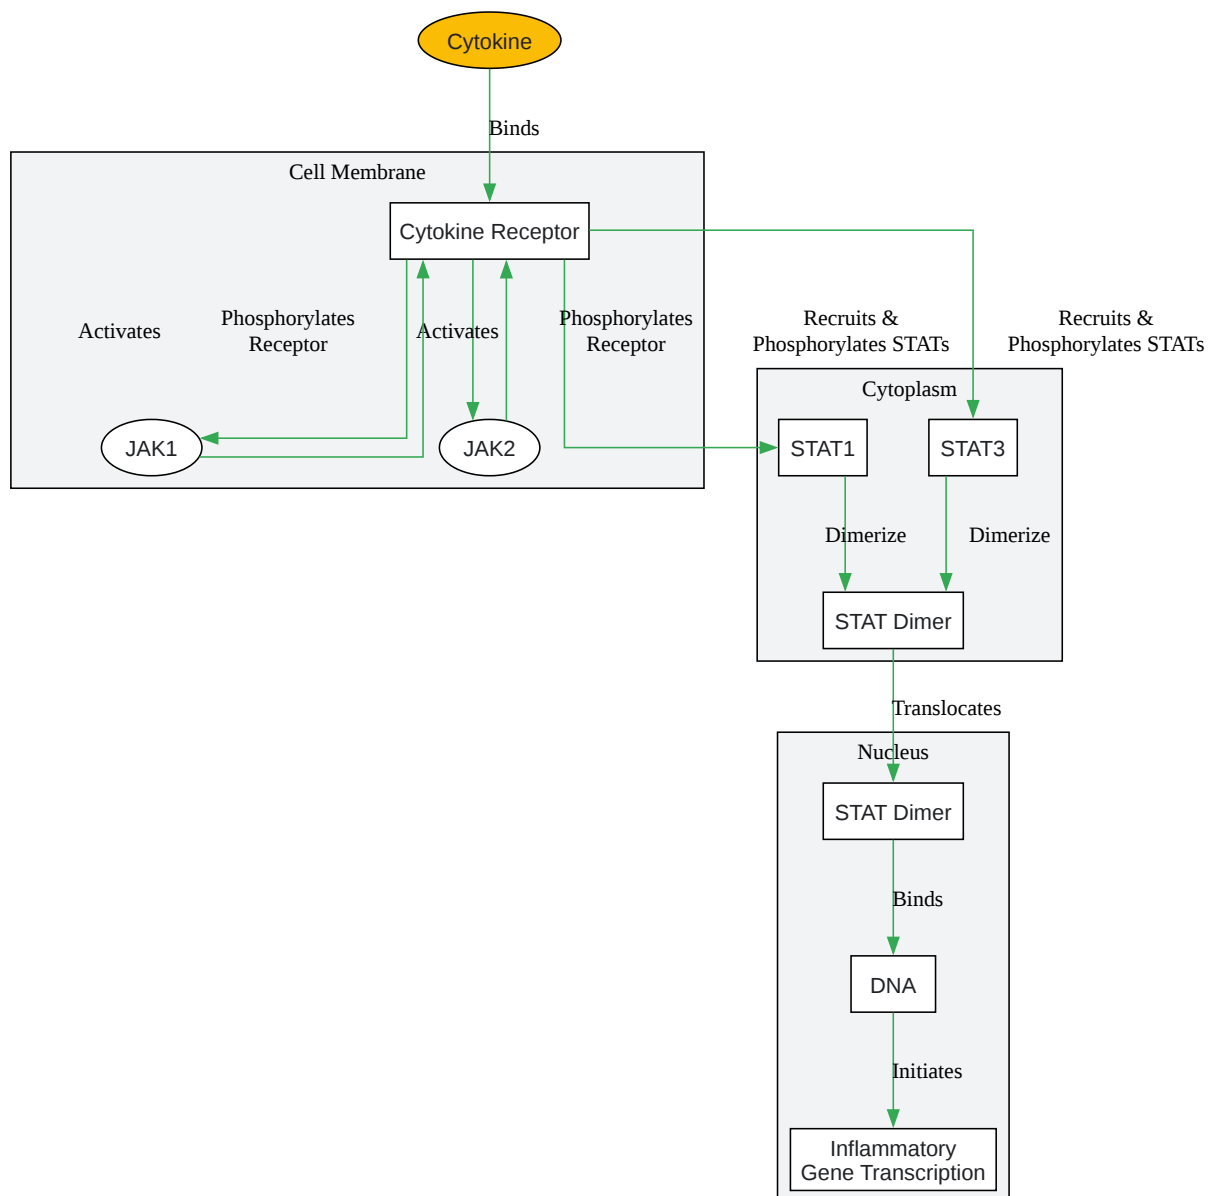 Cytokine
Binds
Cell Membrane
Cytokine Receptor
Activates
Phosphorylates
Receptor
Activates
Phosphorylates
Receptor
Recruits &
Phosphorylates STATs
Recruits &
Phosphorylates STATs
Cytoplasm
JAK1
JAK2
STAT1
STAT3
Dimerize
Dimerize
STAT Dimer
Translocates
Nucleus
STAT Dimer
Binds
DNA
Initiates
Inflammatory
Gene Transcription